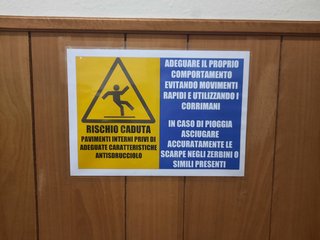 RISCHIO CADUTA
PAVIMENTI INTERNI PRIVI DI
ADEGUATE CARATTERISTICHE
ANTISDRUCCIOLO
ADEGUARE IL PROPRIO
COMPORTAMENTO
EVITANDO MOVIMENTI
RAPIDI E UTILIZZANDO I
CORRIMANI
IN CASO DI PIOGGIA
ASCIUGARE
ACCURATAMENTE LE
SCARPE NEGLI ZERBINI O
SIMILI PRESENTI